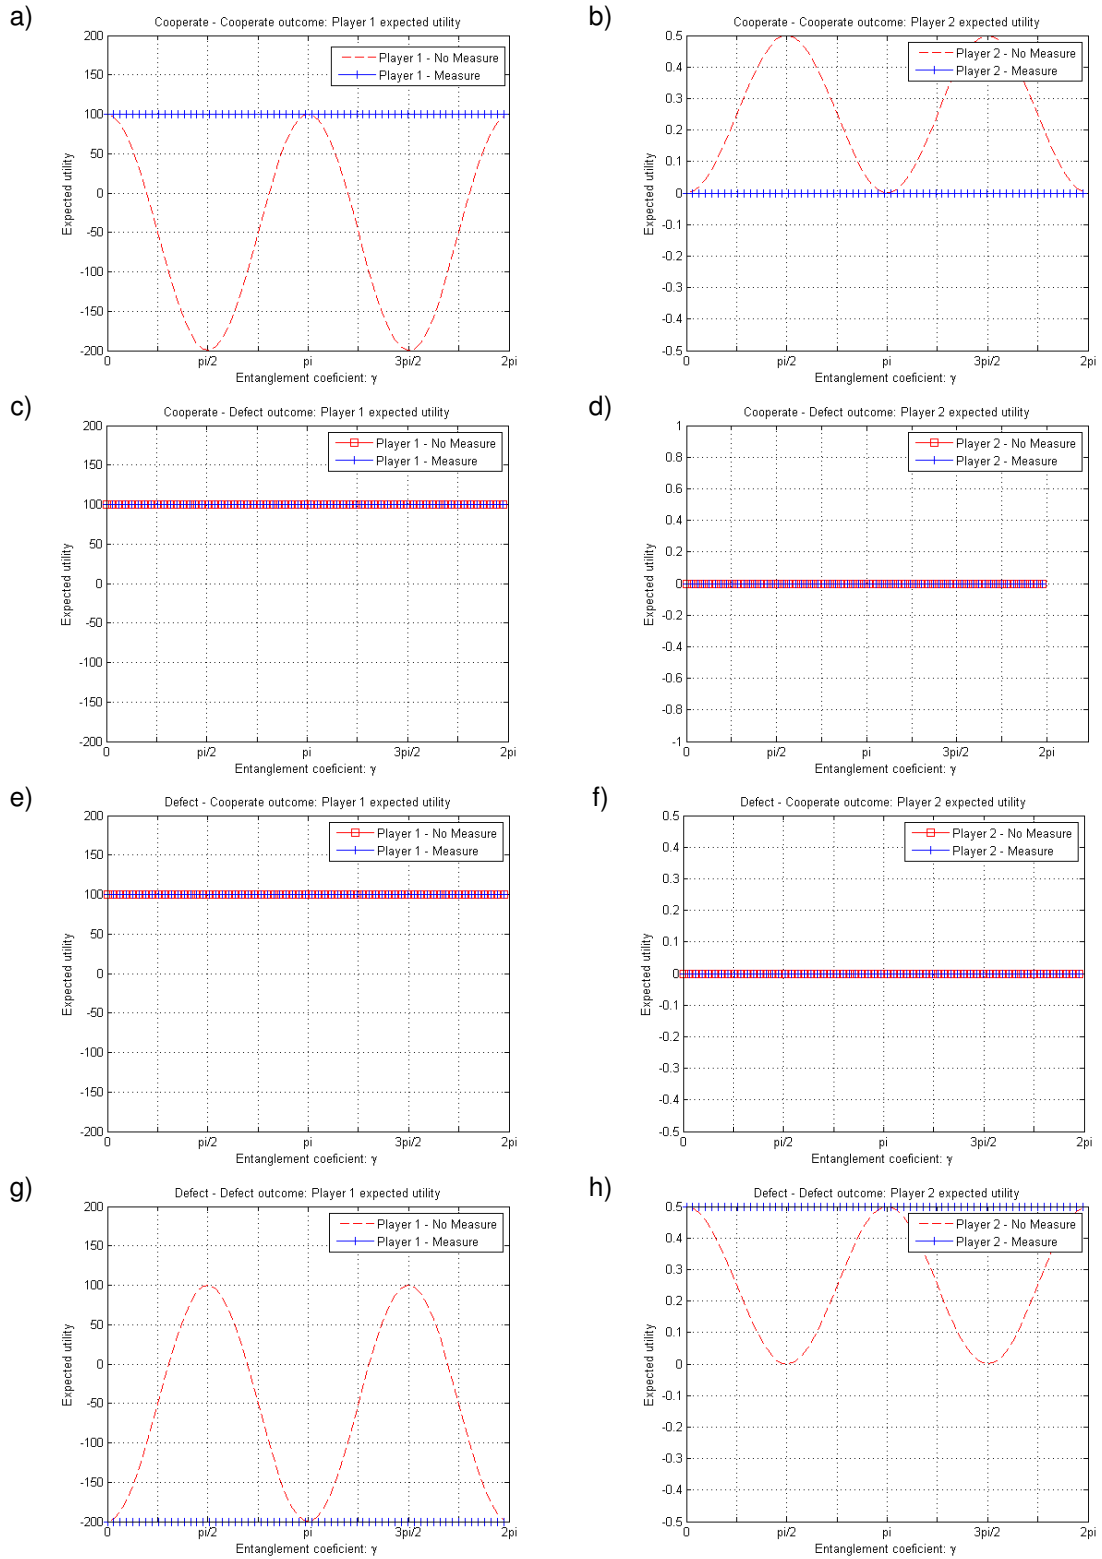 a)
Cooperate - Cooperate outcome: Player 1 expected utility
200
150
100
50
0
-50
-100
-150
-200
Expected utility
Player 1 - No Measure
Player 1 - Measure
0 pi/2 pi 3pi/2 2pi
Entanglement coeficient: γ
b)
Cooperate - Cooperate outcome: Player 2 expected utility
0.5
0.4
0.3
0.2
0.1
0
-0.1
-0.2
-0.3
-0.4
-0.5
Expected utility
Player 2 - No Measure
Player 2 - Measure
0 pi/2 pi 3pi/2 2pi
Entanglement coeficient: γ
c)
Cooperate - Defect outcome: Player 1 expected utility
200
150
100
50
0
-50
-100
-150
-200
Expected utility
Player 1 - No Measure
Player 1 - Measure
0 pi/2 pi 3pi/2 2pi
Entanglement coeficient: γ
d)
Cooperate - Defect outcome: Player 2 expected utility
1
0.8
0.6
0.4
0.2
0
-0.2
-0.4
-0.6
-0.8
-1
Expected utility
Player 2 - No Measure
Player 2 - Measure
0 pi/2 pi 3pi/2 2pi
Entanglement coeficient: γ
e)
Defect - Cooperate outcome: Player 1 expected utility
200
150
100
50
0
-50
-100
-150
-200
Expected utility
Player 1 - No Measure
Player 1 - Measure
0 pi/2 pi 3pi/2 2pi
Entanglement coeficient: γ
f)
Defect - Cooperate outcome: Player 2 expected utility
0.5
0.4
0.3
0.2
0.1
0
-0.1
-0.2
-0.3
-0.4
-0.5
Expected utility
Player 2 - No Measure
Player 2 - Measure
0 pi/2 pi 3pi/2 2pi
Entanglement coeficient: γ
g)
Defect - Defect outcome: Player 1 expected utility
200
150
100
50
0
-50
-100
-150
-200
Expected utility
Player 1 - No Measure
Player 1 - Measure
0 pi/2 pi 3pi/2 2pi
Entanglement coeficient: γ
h)
Defect - Defect outcome: Player 2 expected utility
0.5
0.4
0.3
0.2
0.1
0
-0.1
-0.2
-0.3
-0.4
-0.5
Expected utility
Player 2 - No Measure
Player 2 - Measure
0 pi/2 pi 3pi/2 2pi
Entanglement coeficient: γ